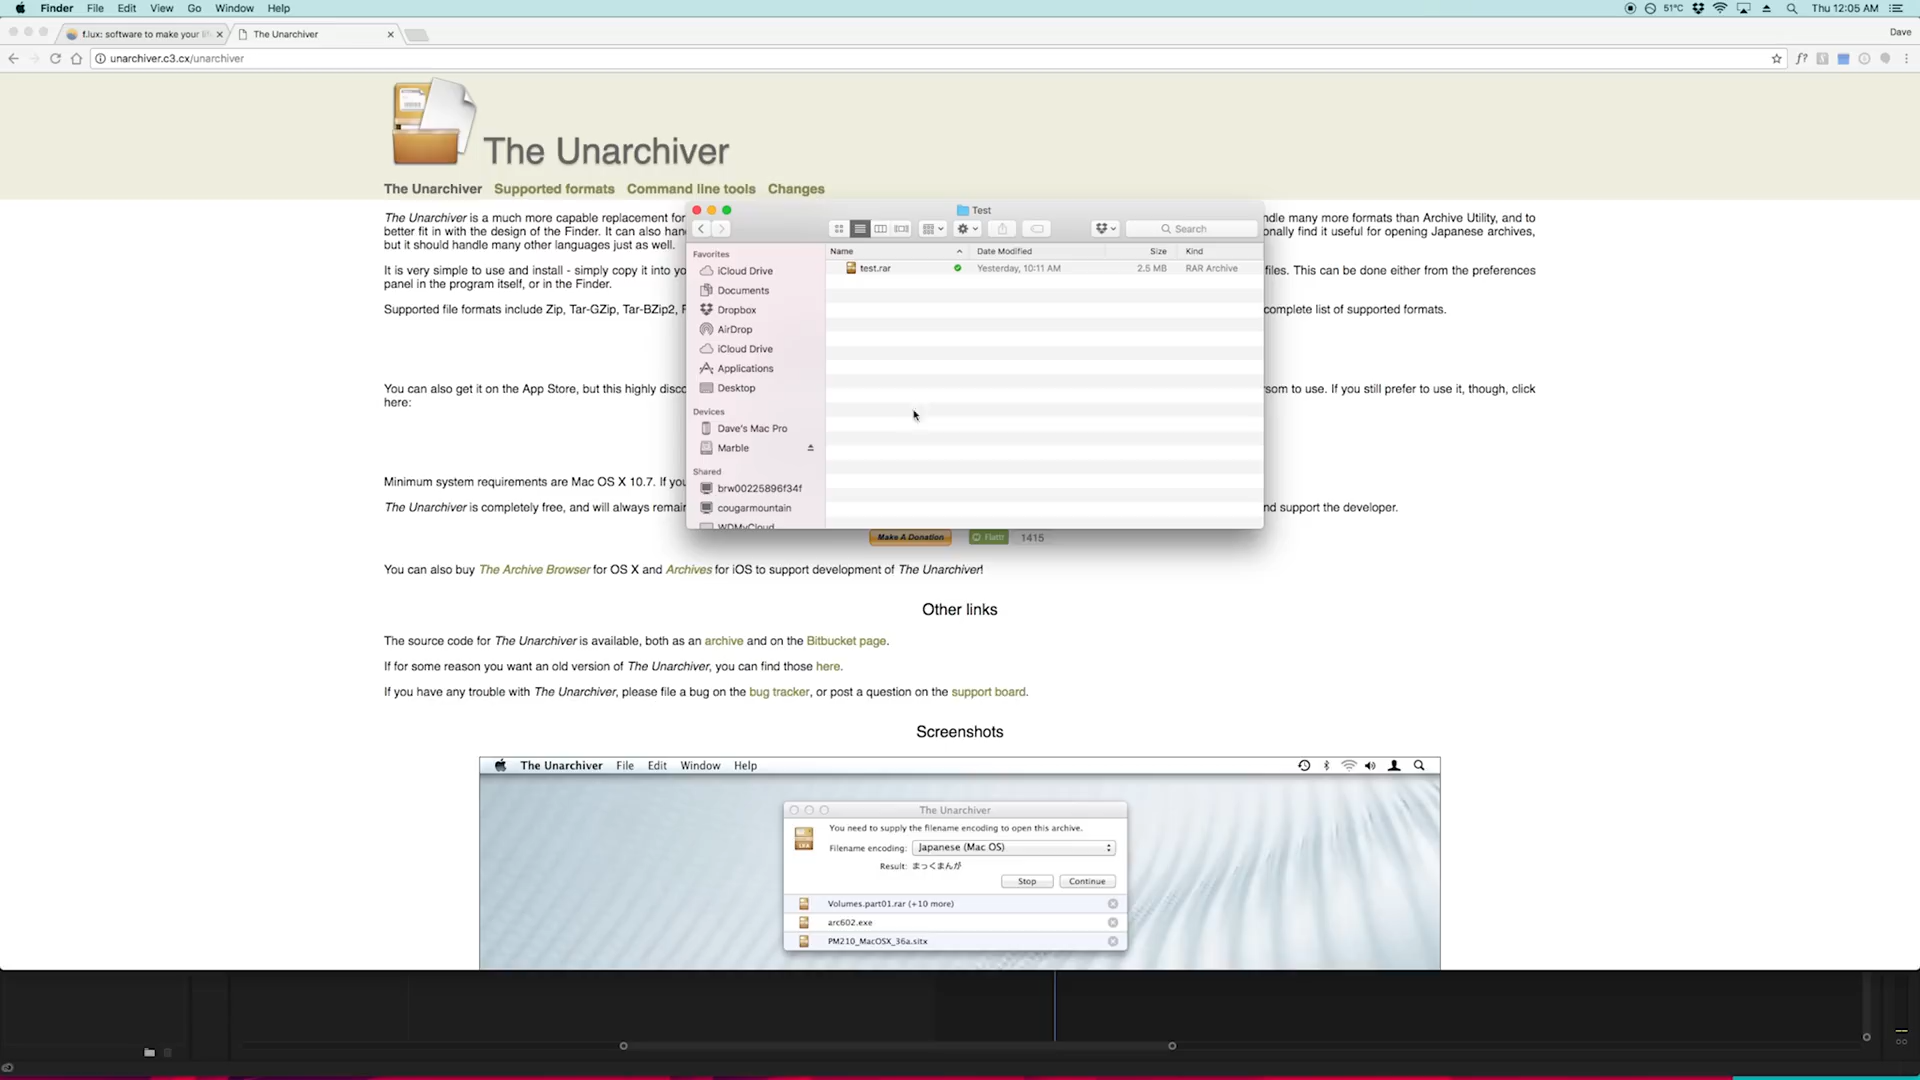 Finder File Edit View Go Window Help 51°C Thu 12:05 AM
f.lux: software to make your li The Unarchiver Dave
unarchiver.c3.cx/unarchiver f?
The Unarchiver
The Unarchiver Supported formats Command line tools Changes
The Unarchiver is a much more capable replacement for ndle many more formats than Archive Utility, and to
better fit in with the design of the Finder. It can also han onally find it useful for opening Japanese archives,
but it should handle many other languages just as well.
It is very simple to use and install - simply copy it into yo files. This can be done either from the preferences
panel in the program itself, or in the Finder.
Supported file formats include Zip, Tar-GZip, Tar-BZip2, complete list of supported formats.
You can also get it on the App Store, but this highly disco rsom to use. If you still prefer to use it, though, click
here:
Minimum system requirements are Mac OS X 10.7. If you
The Unarchiver is completely free, and will always remai and support the developer.
Test
Search
Name Date Modified Size Kind
test.rar Yesterday, 10:11 AM 2.5 MB RAR Archive
Favorites
iCloud Drive
Documents
Dropbox
AirDrop
iCloud Drive
Applications
Desktop
Devices
Dave's Mac Pro
Marble
Shared
brw00225896f34f
cougarmountain
WDMyCloud
Make A Donation Flattr 1415
You can also buy The Archive Browser for OS X and Archives for iOS to support development of The Unarchiver!
Other links
The source code for The Unarchiver is available, both as an archive and on the Bitbucket page.
If for some reason you want an old version of The Unarchiver, you can find those here.
If you have any trouble with The Unarchiver, please file a bug on the bug tracker, or post a question on the support board.
Screenshots
The Unarchiver File Edit Window Help
The Unarchiver
You need to supply the filename encoding to open this archive.
Filename encoding: Japanese (Mac OS)
Result: まっくまんが
Stop Continue
Volumes.part01.rar (+10 more)
arc602.exe
PM210_MacOSX_36a.sitx